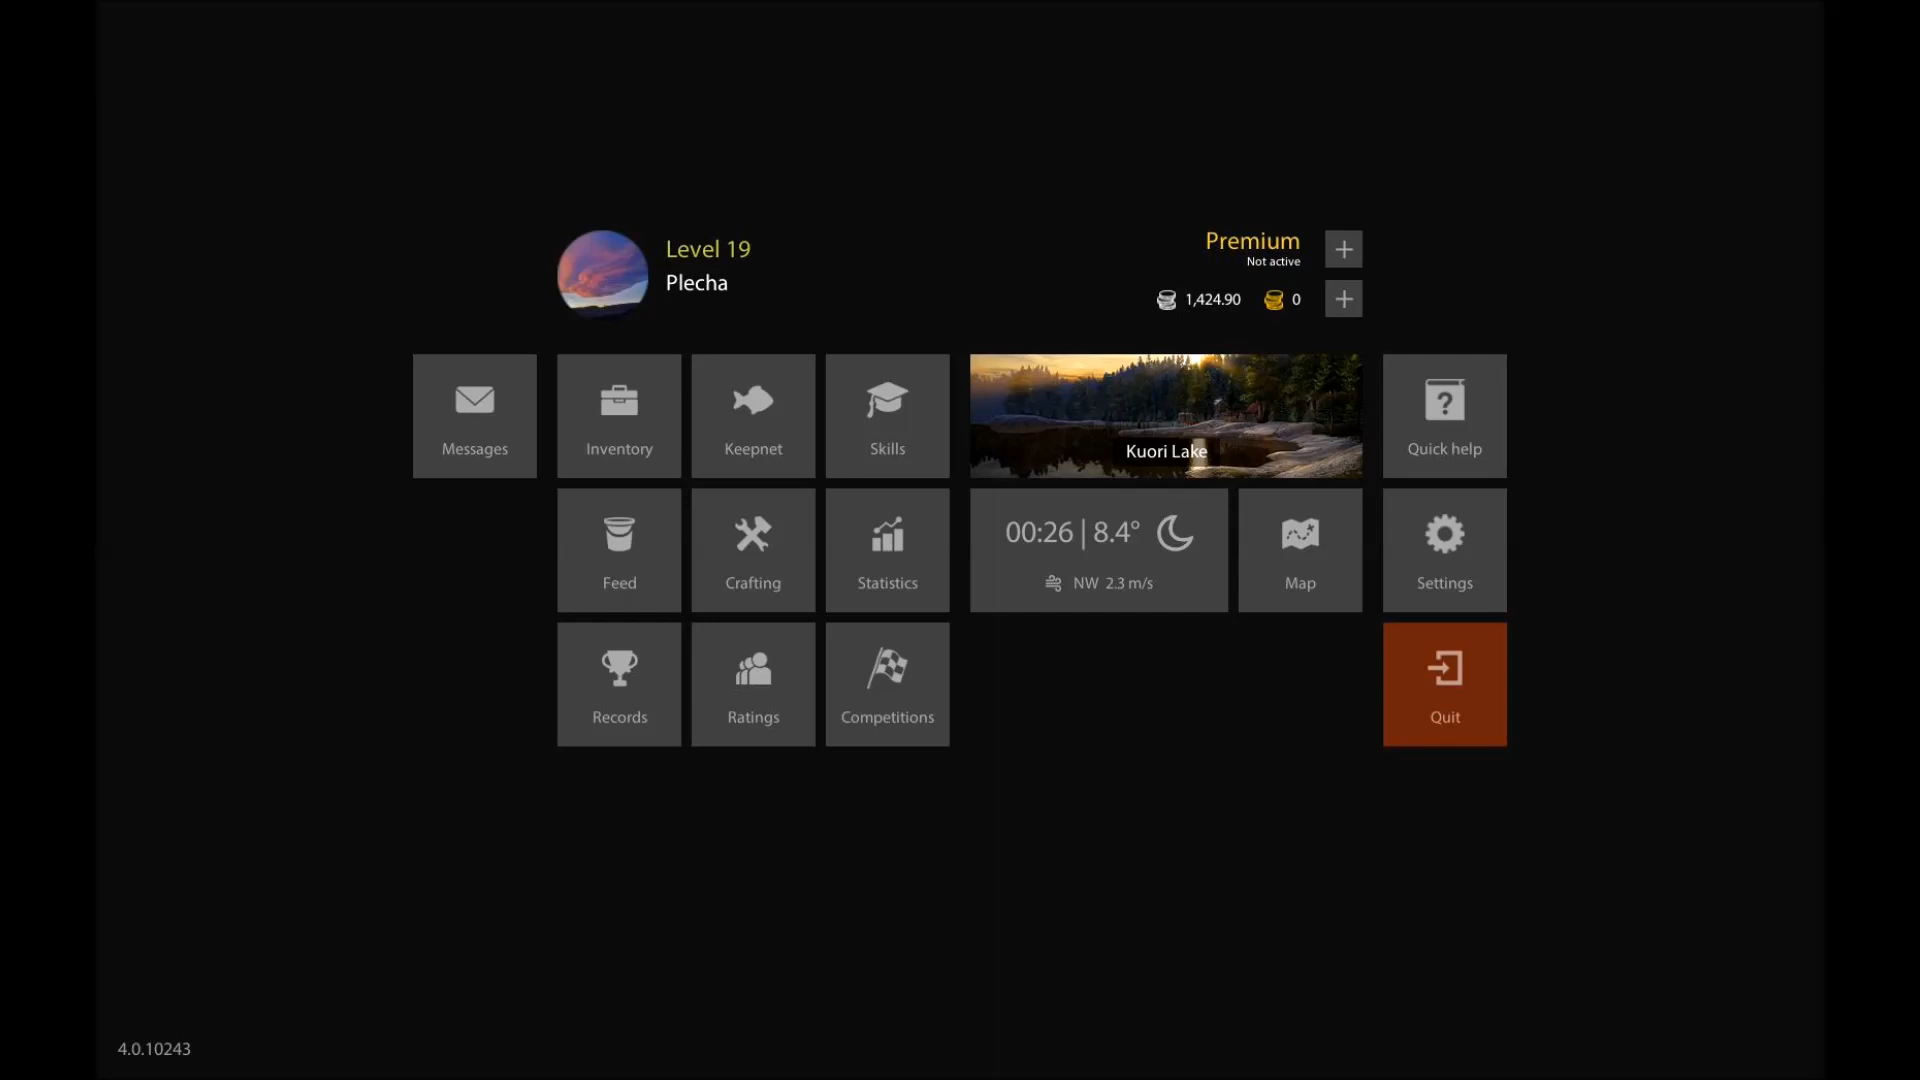 Level 19
Plecha
Premium
Not active
1,424.90 0
Messages
Inventory
Keepnet
Skills
Kuori Lake
Quick help
Feed
Crafting
Statistics
00:26 | 8.4°
NW 2.3 m/s
Map
Settings
Records
Ratings
Competitions
Quit
4.0.10243